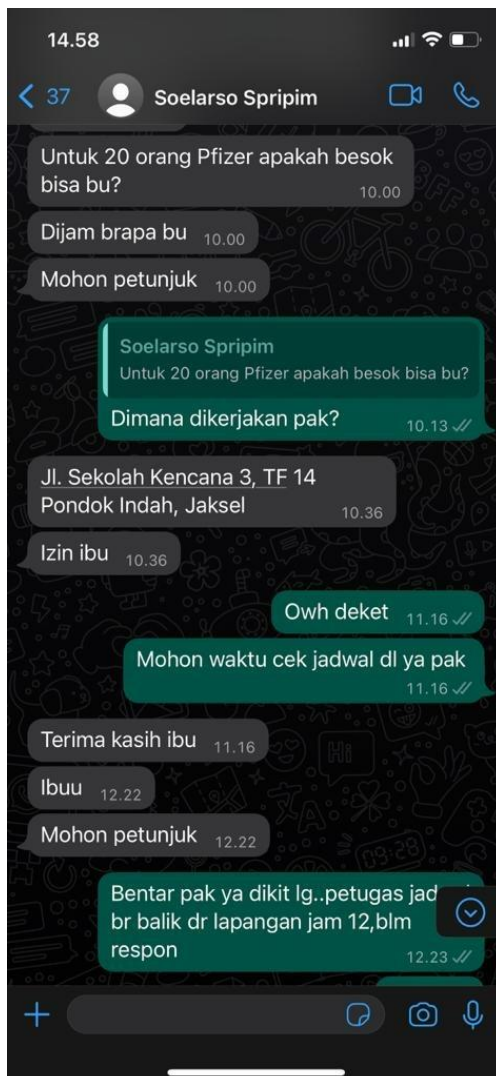 14.58
37
Soelarso Spripim
Untuk 20 orang Pfizer apakah besok
bisa bu?
10.00
Dijam brapa bu 10.00
Mohon petunjuk 10.00
Soelarso Spripim
Untuk 20 orang Pfizer apakah besok bisa bu?
Dimana dikerjakan pak?
10.13
Jl. Sekolah Kencana 3, TF 14
Pondok Indah, Jaksel
10.36
Izin ibu 10.36
Owh deket 11.16
Mohon waktu cek jadwal dl ya pak
11.16
Terima kasih ibu 11.16
Ibuu 12.22
Mohon petunjuk 12.22
Bentar pak ya dikit lg..petugas
br balik dr lapangan jam 12,blm
respon
12.23